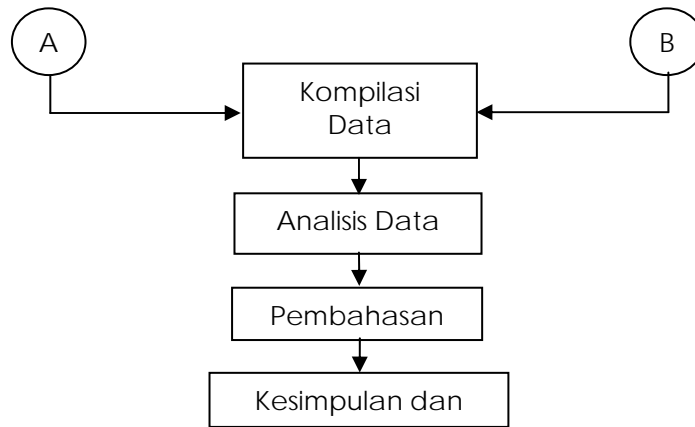 A
B
Kompilasi
Data
Analisis Data
Pembahasan
Kesimpulan dan